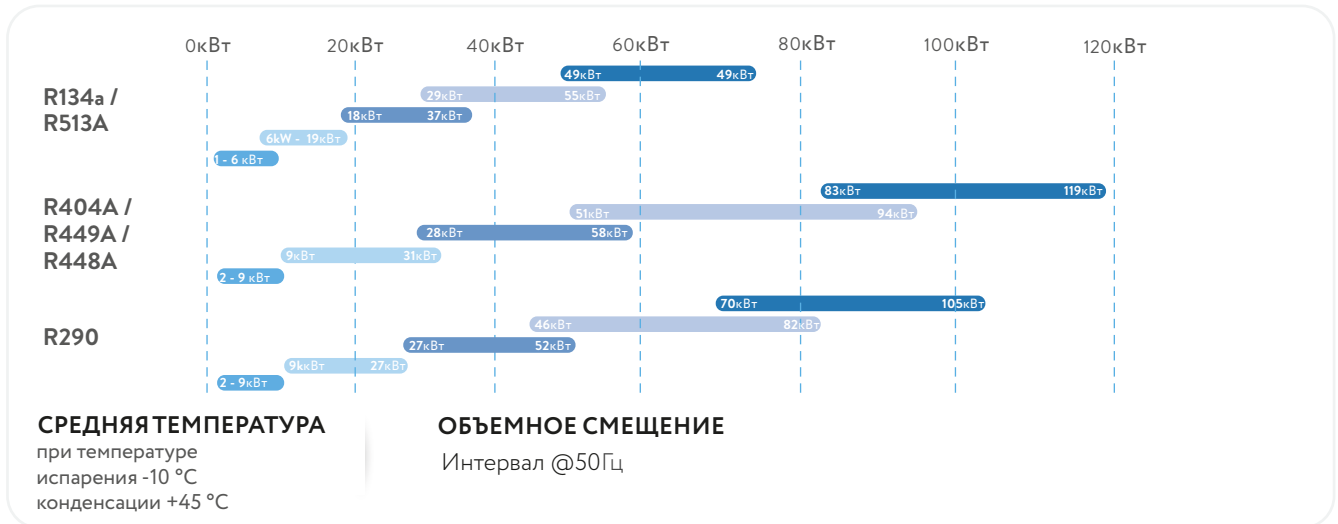 0кВт 20кВт 40кВт 60кВт 80кВт 100кВт 120кВт
R134a /
R513A
49кВт 49кВт
29кВт 55кВт
18кВт 37кВт
6kW - 19кВт
1 - 6 кВт
R404A /
R449A /
R448A
83кВт 119кВт
51кВт 94кВт
28кВт 58кВт
9кВт 31кВт
2 - 9 кВт
R290
70кВт 105кВт
46кВт 82кВт
27кВт 52кВт
9kкВт 27кВт
2 - 9кВт
СРЕДНЯЯ ТЕМПЕРАТУРА
при температуре
испарения -10 °C
конденсации +45 °C
ОБЪЕМНОЕ СМЕЩЕНИЕ
Интервал @50Гц